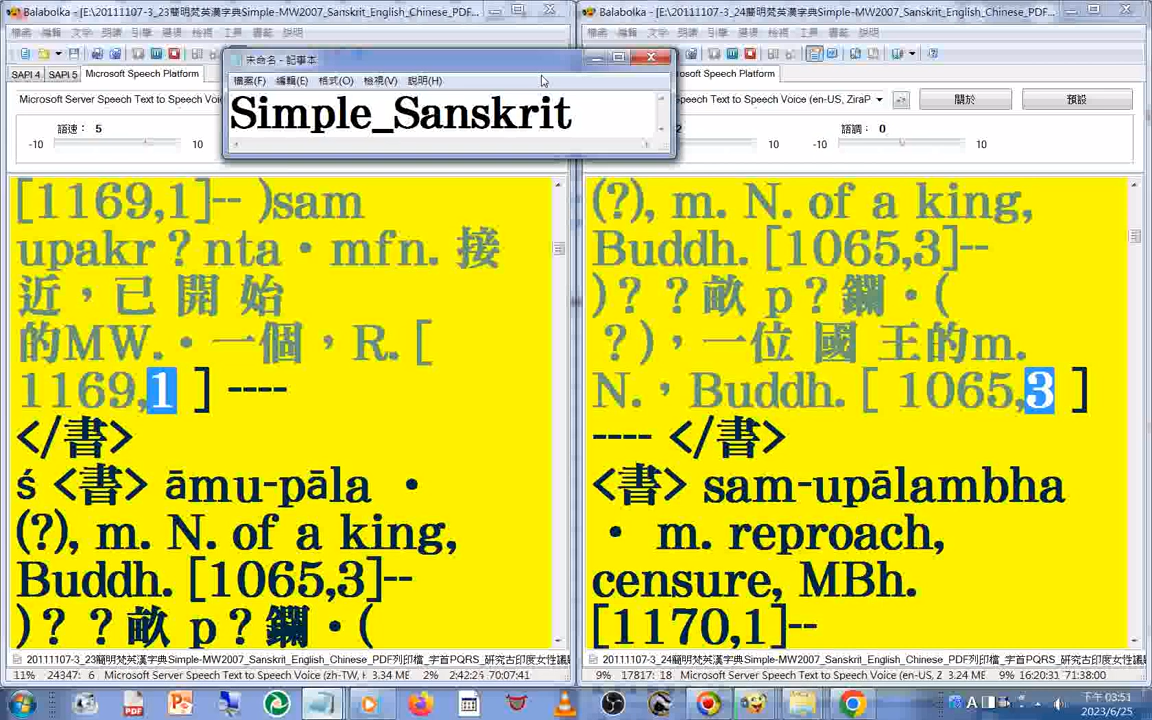 Balabolka - [E:\20111107-3_23簡明梵英漢字典Simple-MW2007_Sanskrit_English_Chinese_PDF...
Balabolka - [E:\20111107-3_24簡明梵英漢字典Simple-MW2007_Sanskrit_English_Chinese_PDF...
未命名 - 記事本
檔案(F) 編輯(E) 格式(O) 檢視(V) 說明(H)
Simple_Sanskrit
SAPI 4 SAPI 5 Microsoft Speech Platform
Speech Platform
Microsoft Server Speech Text to Speech Voi
Speech Text to Speech Voice (en-US, ZiraP
關於
預設
語速： 5
-10 10
2
10
語調： 0
-10 10
[1169,1]-- )sam
upakr？nta・mfn. 接
近，已 開 始
的MW.・一個，R. [
1169,1 ] ----
</書>
ś <書> āmu-pāla ・
(?), m. N. of a king,
Buddh. [1065,3]--
)？？畝 p？鑭・(
(?), m. N. of a king,
Buddh. [1065,3]--
)？？畝 p？鑭・(
？)，一位 國 王的m.
N.，Buddh. [ 1065,3 ]
---- </書>
<書> sam-upālambha
・ m. reproach,
censure, MBh.
[1170,1]--
20111107-3_23簡明梵英漢字典Simple-MW2007_Sanskrit_English_Chinese_PDF列印檔_字首PQRS_研究古印度女性議
20111107-3_24簡明梵英漢字典Simple-MW2007_Sanskrit_English_Chinese_PDF列印檔_字首PQRS_研究古印度女性議
11% 24347: 6 Microsoft Server Speech Text to Speech Voice (zh-TW, H 3.34 ME 2% 2:42:24 70:07:41
9% 17817: 18 Microsoft Server Speech Text to Speech Voice (en-US, Z 3.24 ME 9% 16:20:31 71:38:00
下午 03:51
2023/6/25